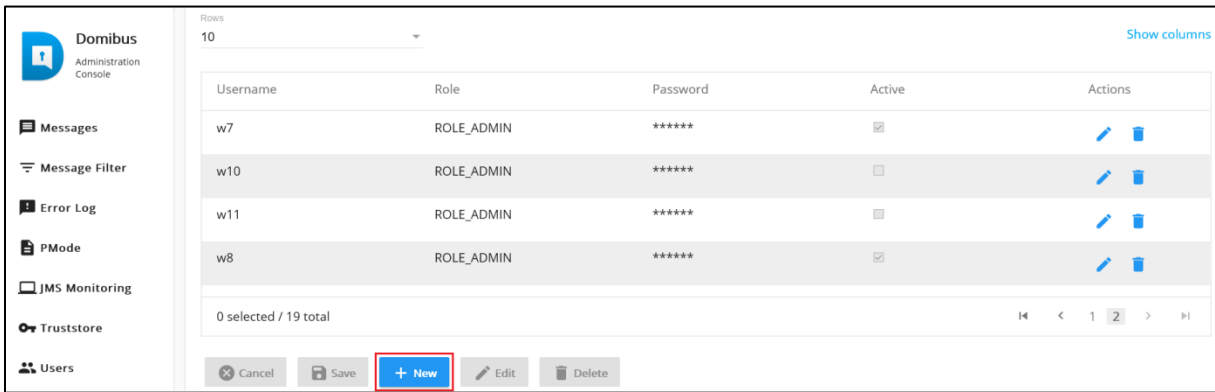 Domibus
Administration
Console
Messages
Message Filter
Error Log
PMode
JMS Monitoring
Truststore
Users
Rows
10
Show columns
Username Role Password Active Actions
w7 ROLE_ADMIN ******
w10 ROLE_ADMIN ******
w11 ROLE_ADMIN ******
w8 ROLE_ADMIN ******
0 selected / 19 total 1 2
Cancel Save + New Edit Delete